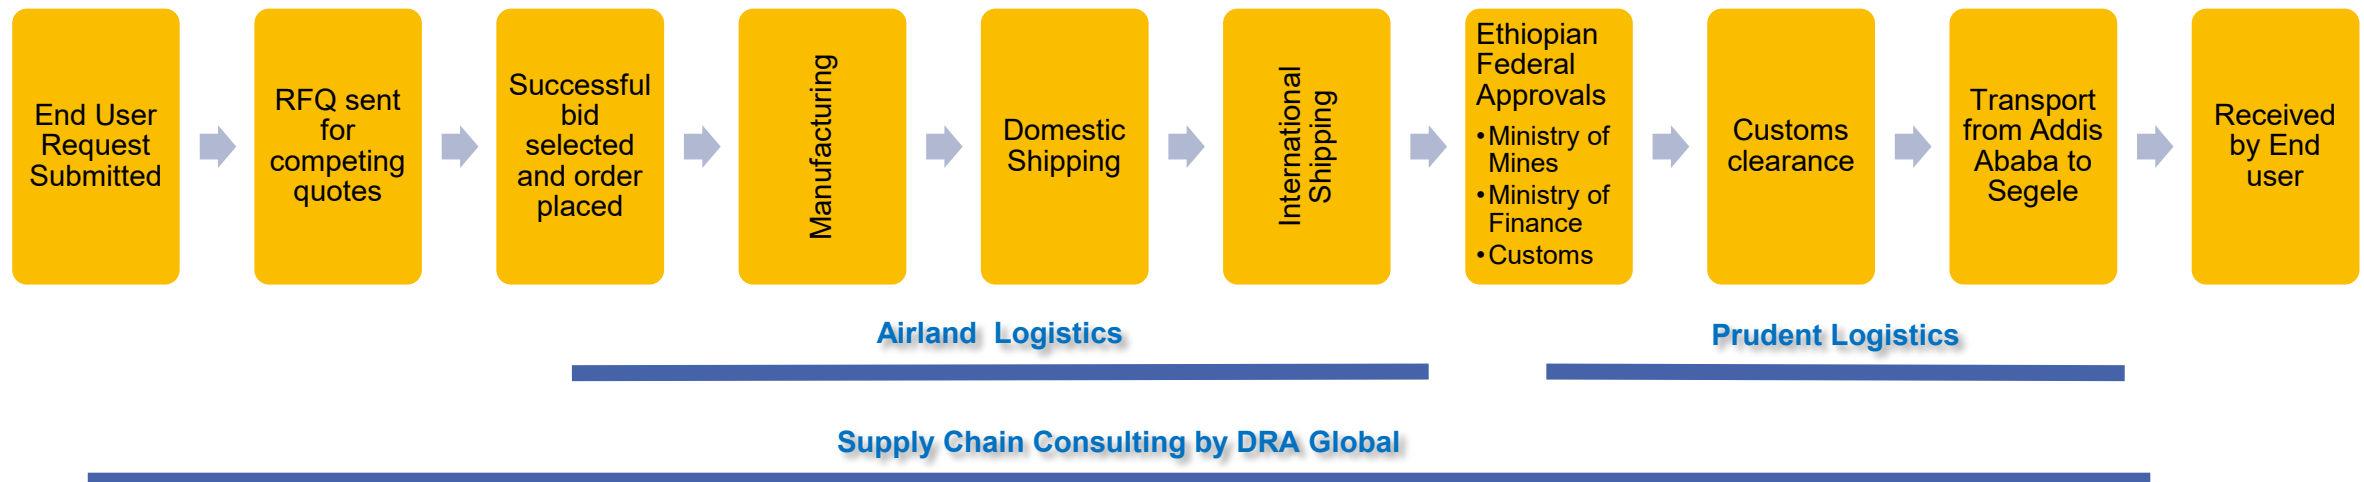 End User
Request
Submitted
RFQ sent
for
competing
quotes
Successful
bid
selected
and order
placed
Manufacturing
Domestic
Shipping
International
Shipping
Ethiopian
Federal
Approvals
•Ministry of
Mines
•Ministry of
Finance
•Customs
Customs
clearance
Transport
from Addis
Ababa to
Segele
Received
by End
user
Airland  Logistics
Prudent Logistics
Supply Chain Consulting by DRA Global